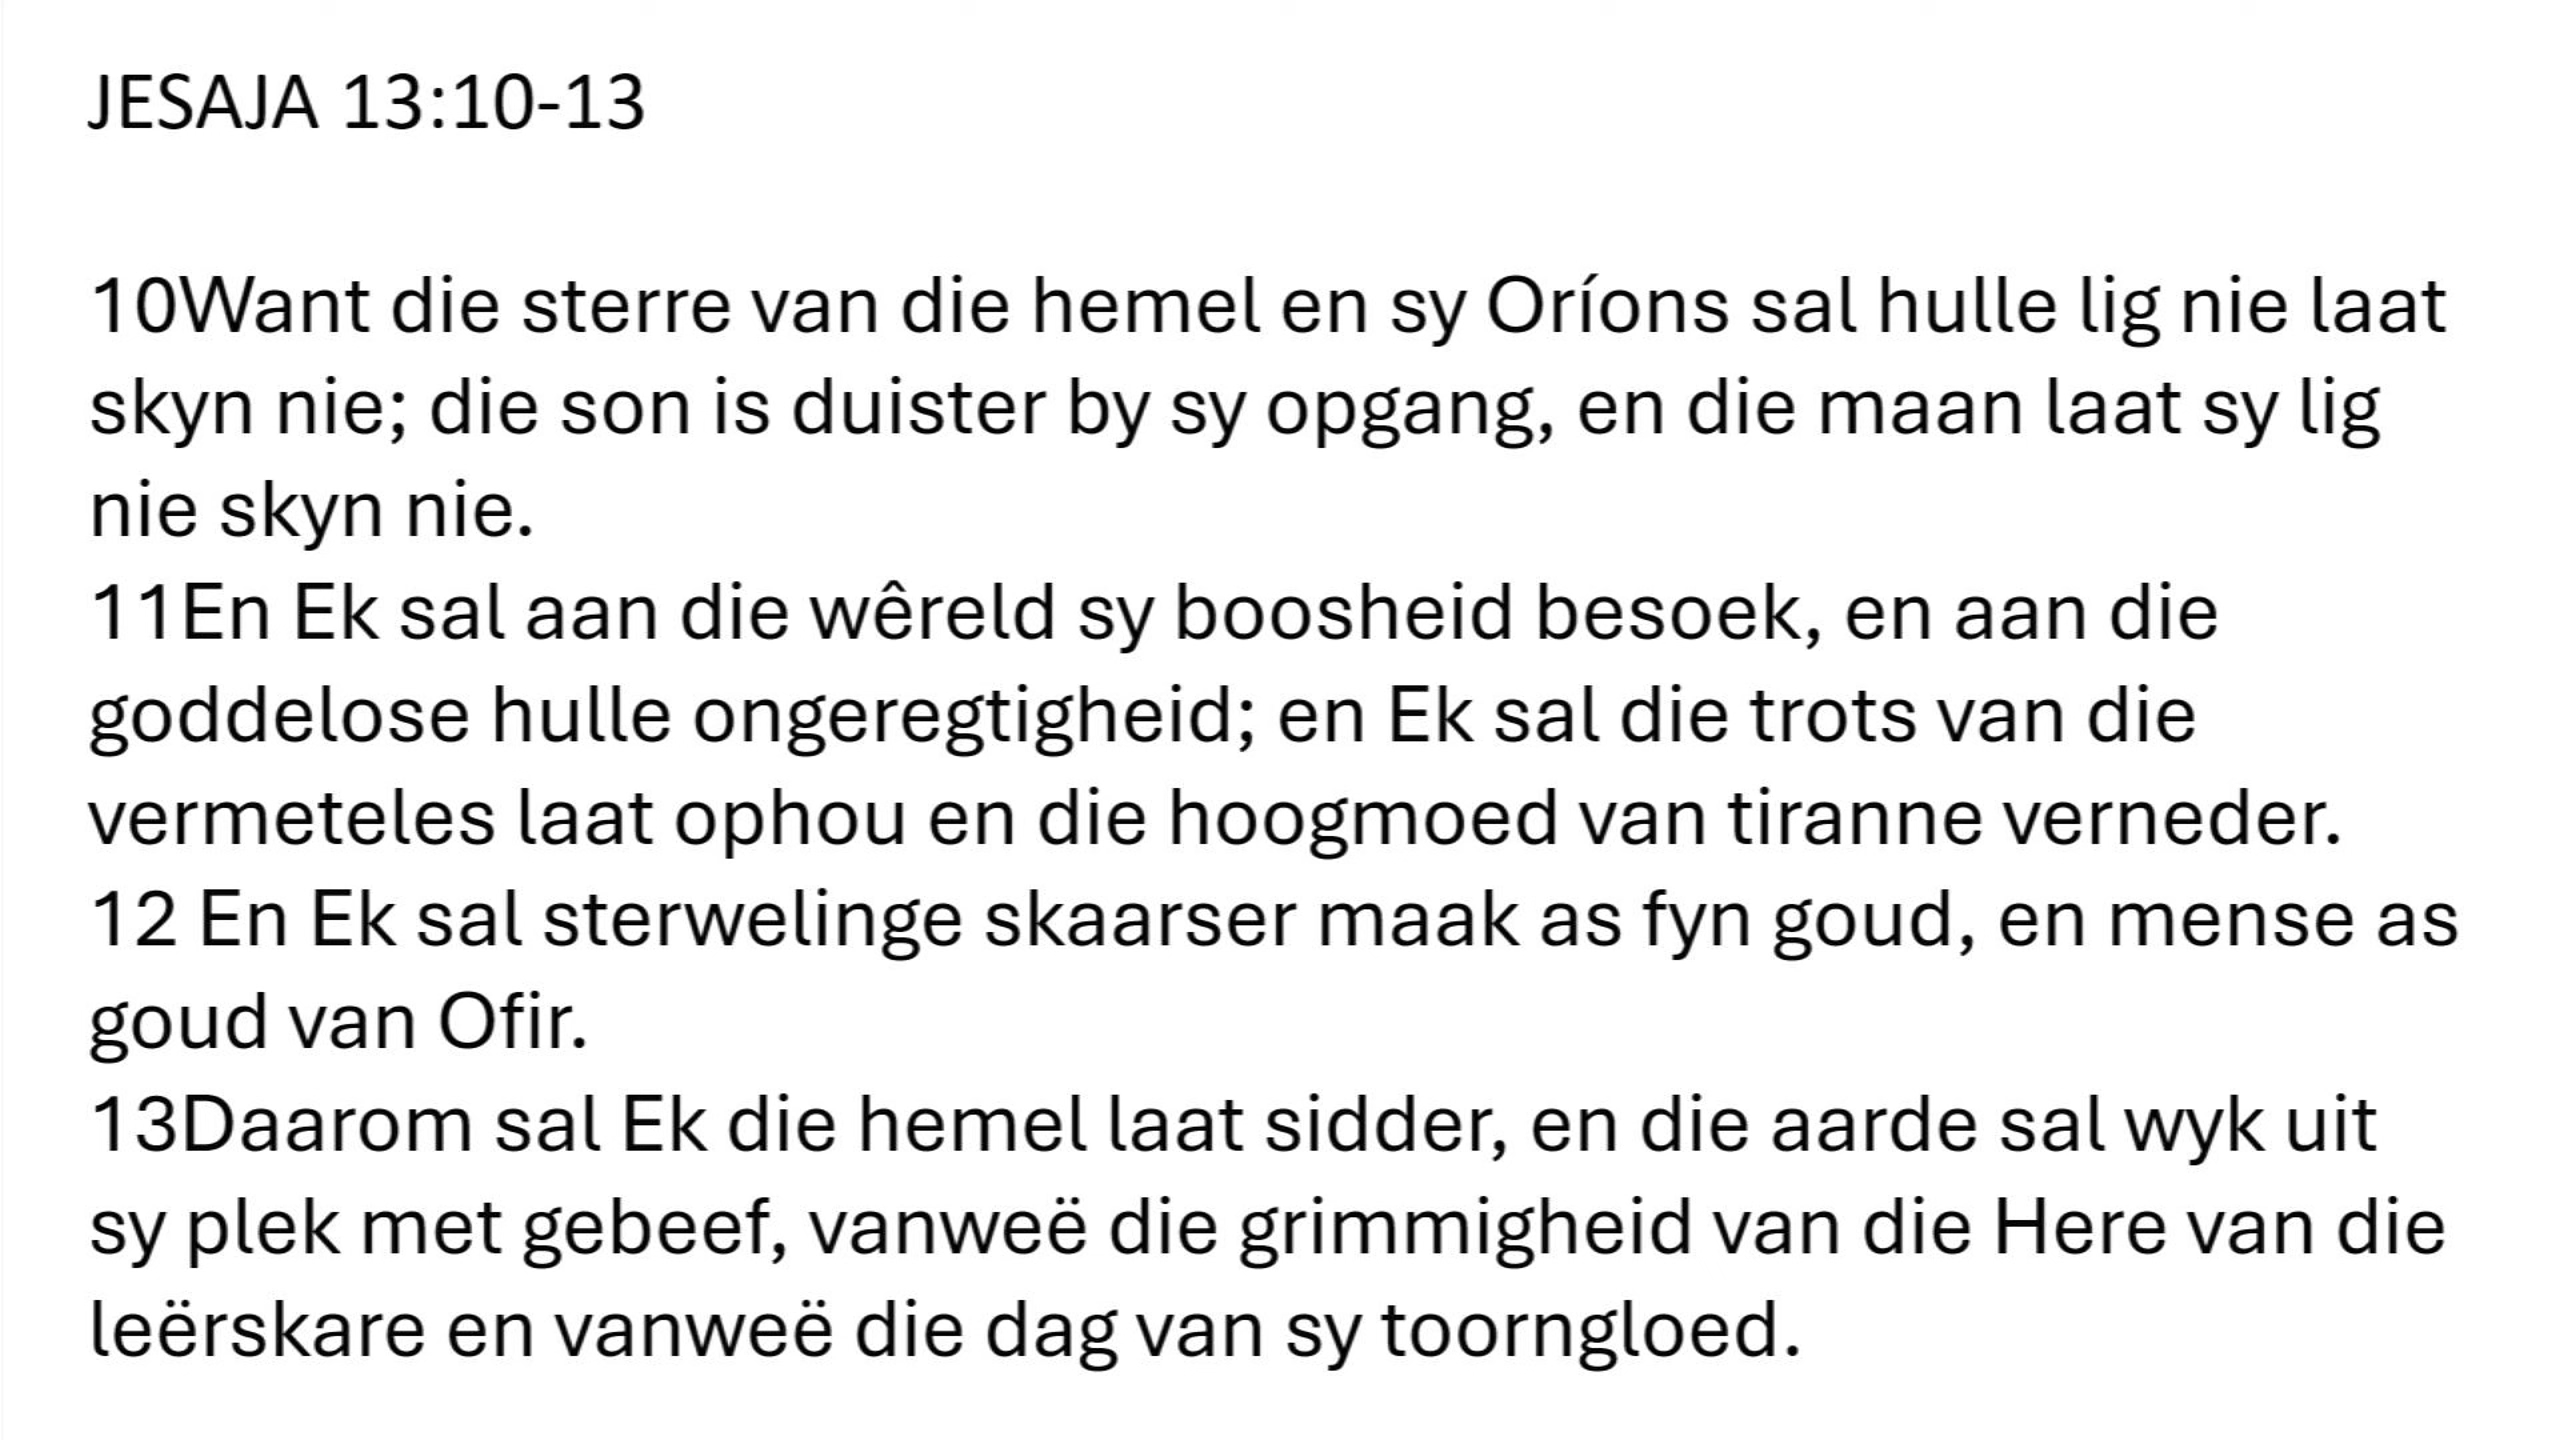 JESAJA 13:10-13
10Want die sterre van die hemel en sy Oríons sal hulle lig nie laat
skyn nie; die son is duister by sy opgang, en die maan laat sy lig
nie skyn nie.
11En Ek sal aan die wêreld sy boosheid besoek, en aan die
goddelose hulle ongeregtigheid; en Ek sal die trots van die
vermeteles laat ophou en die hoogmoed van tiranne verneder.
12 En Ek sal sterwelinge skaarser maak as fyn goud, en mense as
goud van Ofir.
13Daarom sal Ek die hemel laat sidder, en die aarde sal wyk uit
sy plek met gebeef, vanweë die grimmigheid van die Here van die
leërskare en vanweë die dag van sy toorngloed.